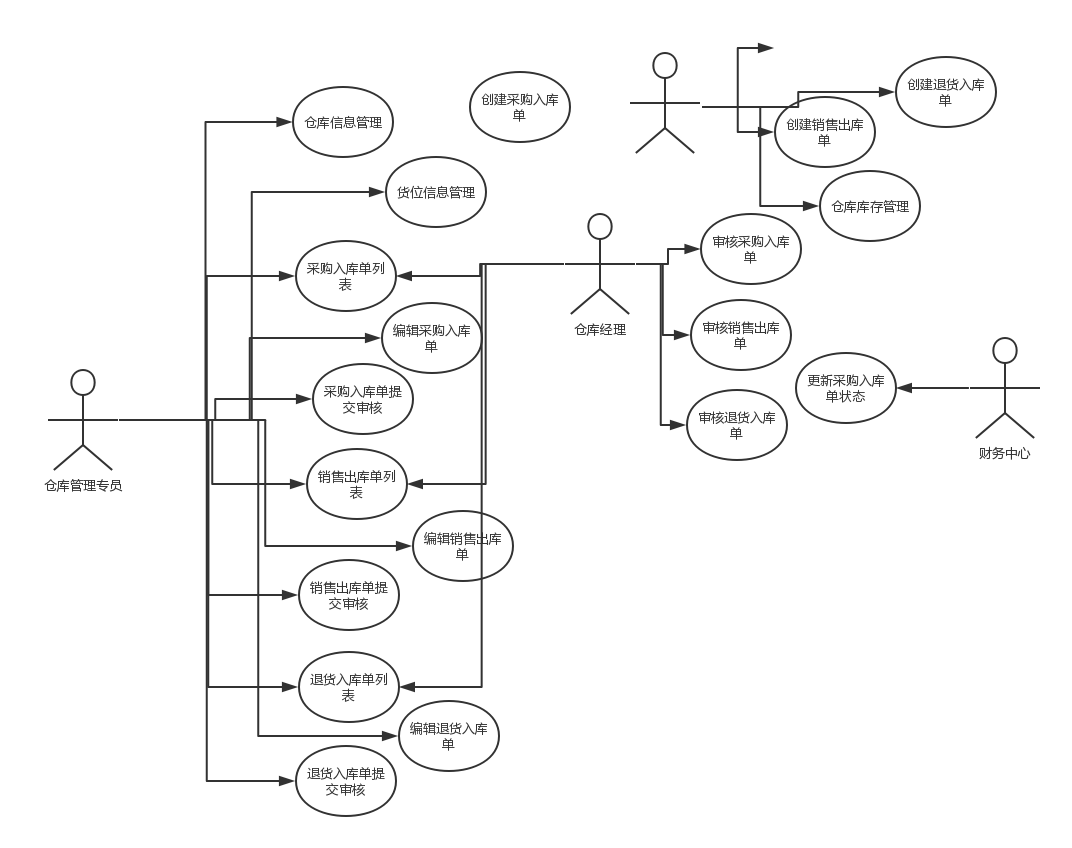 创建采购入库
单
创建退货入库
单
仓库信息管理
创建销售出库
单
货位信息管理
仓库库存管理
采购入库单列
表
审核采购入库
单
编辑采购入库
单
仓库经理
审核销售出库
单
采购入库单提
交审核
更新采购入库
单状态
审核退货入库
单
财务中心
仓库管理专员
销售出库单列
表
编辑销售出库
单
销售出库单提
交审核
退货入库单列
表
编辑退货入库
单
退货入库单提
交审核